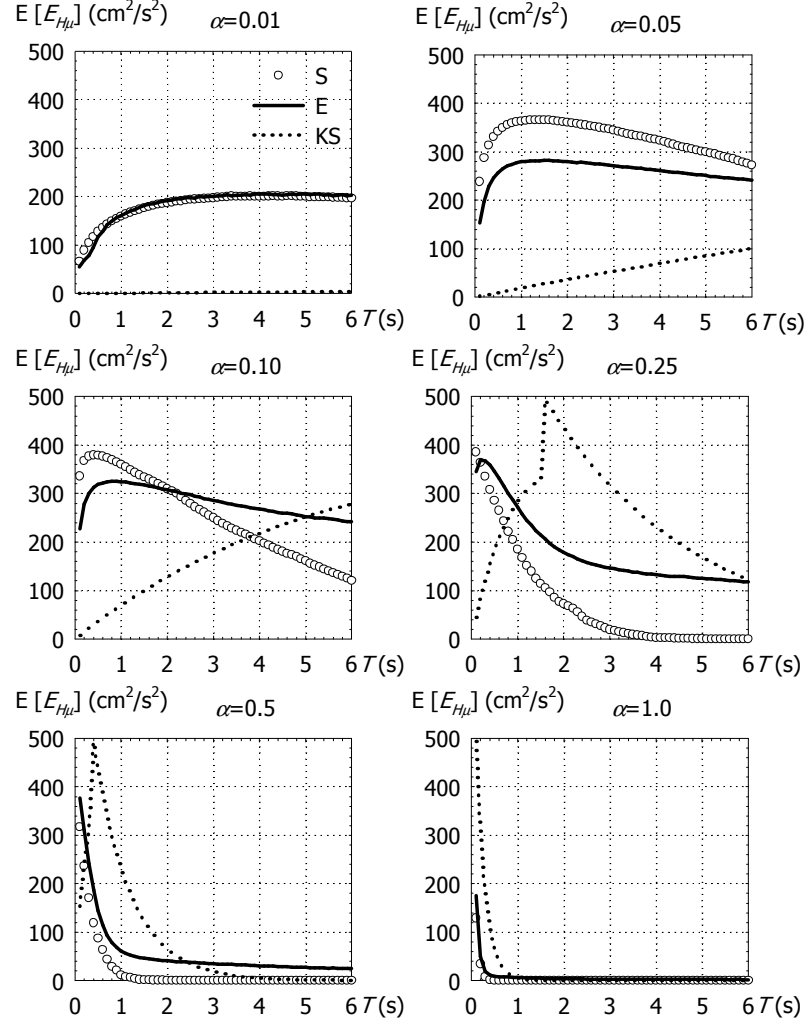 E [E_Hμ] (cm²/s²) α=0.01
500
400
300
200
100
0
S
E
KS
0 1 2 3 4 5 6 T (s)
E [E_Hμ] (cm²/s²) α=0.05
500
400
300
200
100
0
0 1 2 3 4 5 6 T (s)
E [E_Hμ] (cm²/s²) α=0.10
500
400
300
200
100
0
0 1 2 3 4 5 6 T (s)
E [E_Hμ] (cm²/s²) α=0.25
500
400
300
200
100
0
0 1 2 3 4 5 6 T (s)
E [E_Hμ] (cm²/s²) α=0.5
500
400
300
200
100
0
0 1 2 3 4 5 6 T (s)
E [E_Hμ] (cm²/s²) α=1.0
500
400
300
200
100
0
0 1 2 3 4 5 6 T (s)